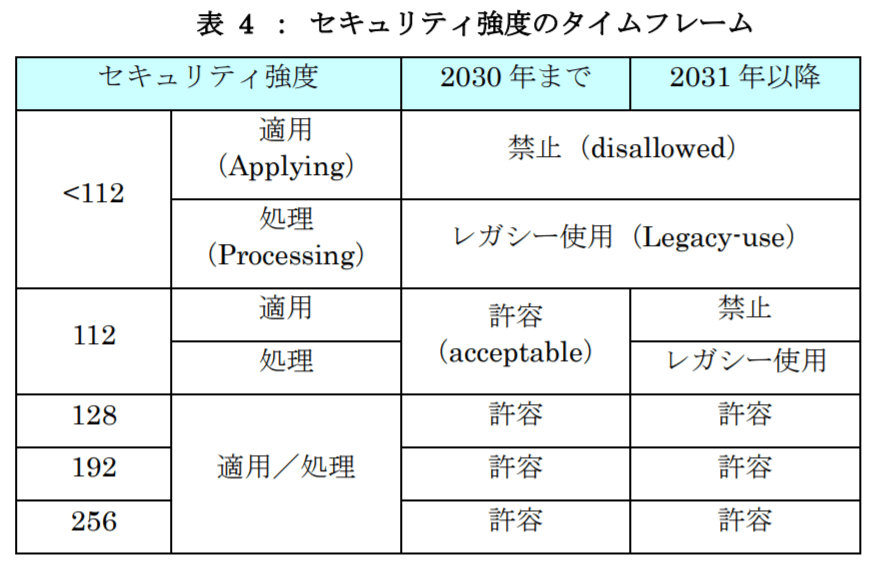 表 4 : セキュリティ強度のタイムフレーム
セキュリティ強度 2030 年まで 2031 年以降
<112 適用 (Applying) 禁止 (disallowed)
処理 (Processing) レガシー使用 (Legacy-use)
112 適用 許容 (acceptable) 禁止
処理 レガシー使用
128 適用／処理 許容 許容
192 許容 許容
256 許容 許容